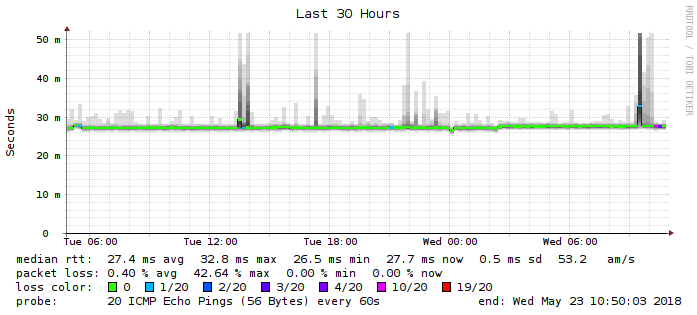 Last 30 Hours
RRDTOOL / TOBI OETIKER
Seconds
50 m
40 m
30 m
20 m
10 m
0
Tue 06:00 Tue 12:00 Tue 18:00 Wed 00:00 Wed 06:00
median rtt: 27.4 ms avg 32.8 ms max 26.5 ms min 27.7 ms now 0.5 ms sd 53.2 am/s
packet loss: 0.40 % avg 42.64 % max 0.00 % min 0.00 % now
loss color: 0 1/20 2/20 3/20 4/20 10/20 19/20
probe: 20 ICMP Echo Pings (56 Bytes) every 60s end: Wed May 23 10:50:03 2018